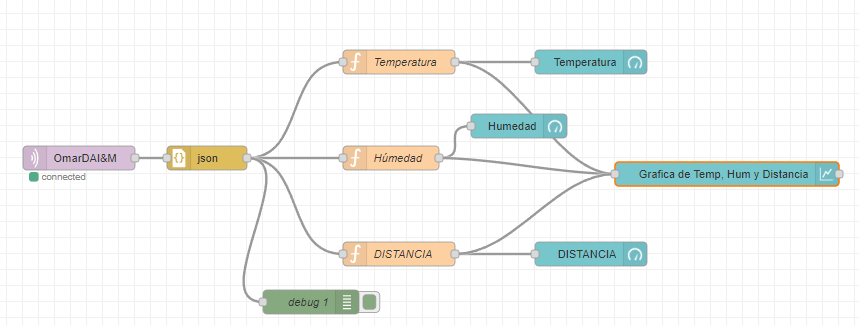 Temperatura
Temperatura
Humedad
OmarDAI&M
json
Húmedad
connected
Grafica de Temp, Hum y Distancia
DISTANCIA
DISTANCIA
debug 1